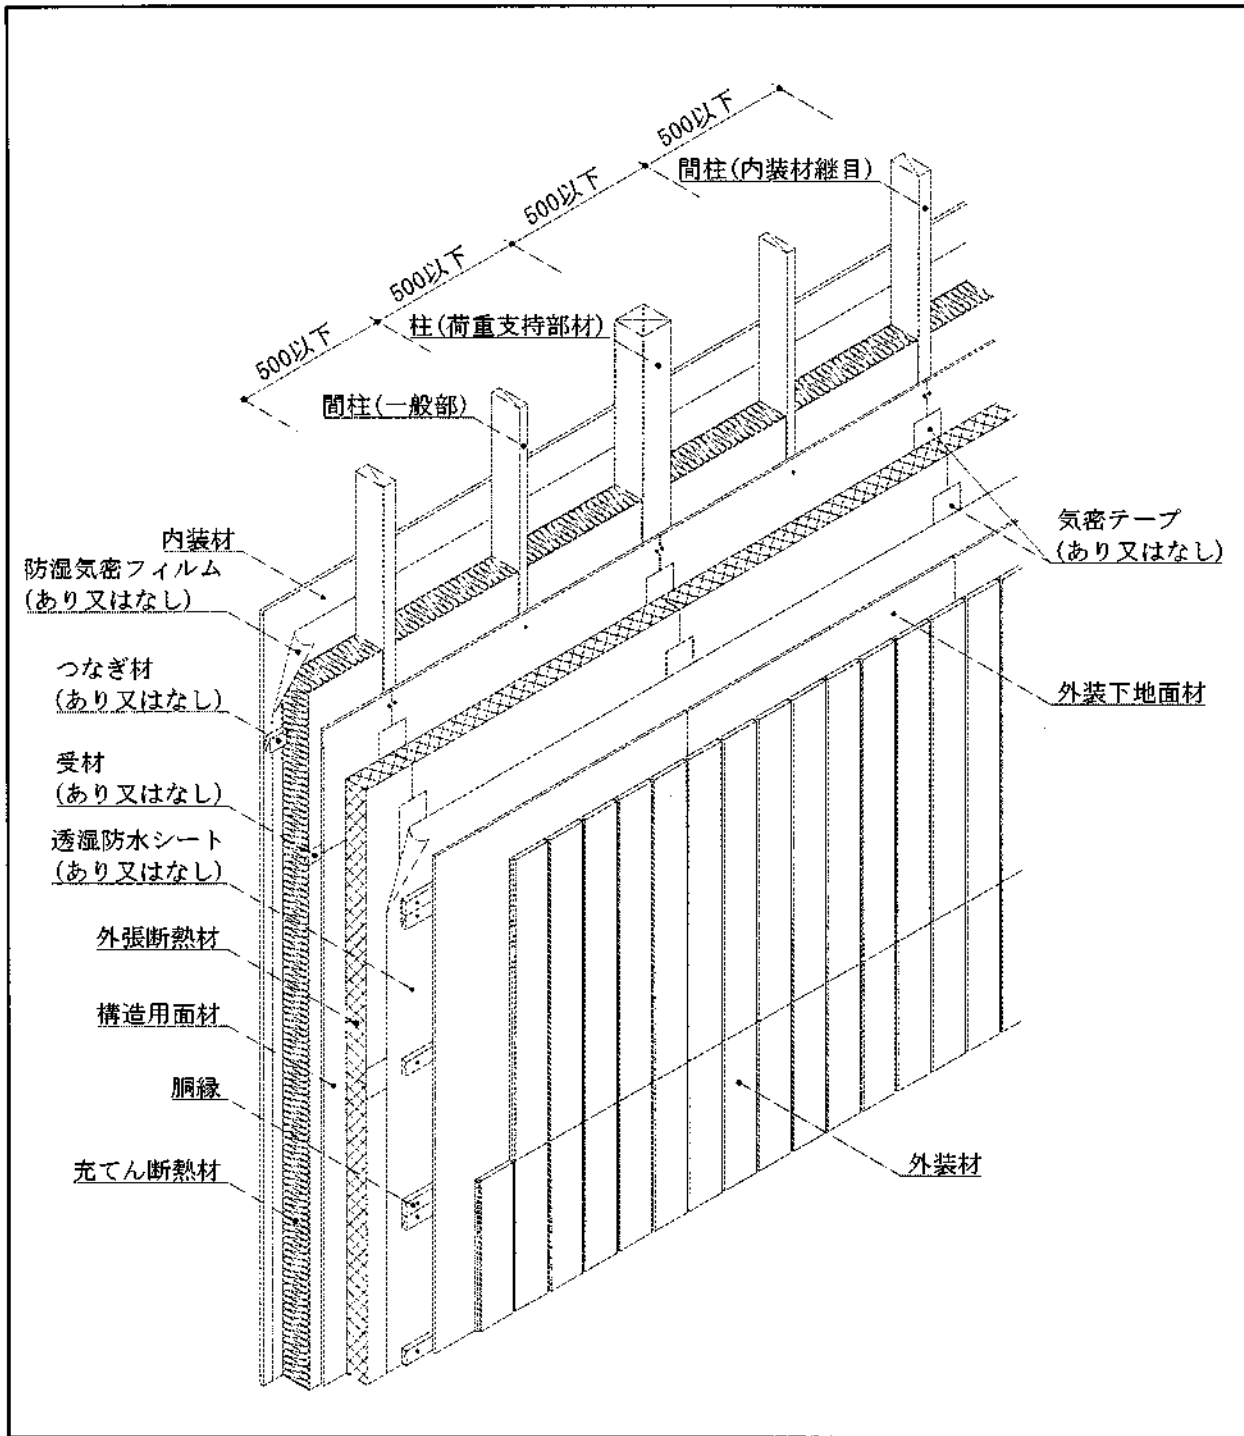 500以下
500以下
500以下
500以下
間柱(内装材継目)
柱(荷重支持部材)
間柱(一般部)
内装材
防湿気密フィルム
(あり又はなし)
つなぎ材
(あり又はなし)
受材
(あり又はなし)
透湿防水シート
(あり又はなし)
外張断熱材
構造用面材
胴縁
充てん断熱材
気密テープ
(あり又はなし)
外装下地面材
外装材